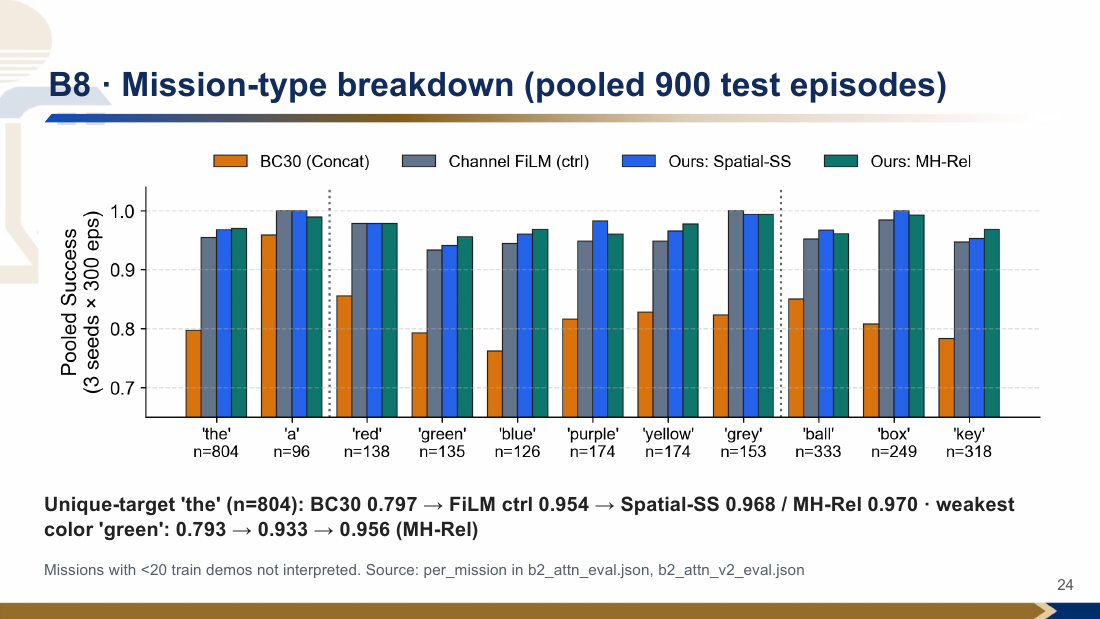 B8 · Mission-type breakdown (pooled 900 test episodes)
BC30 (Concat)
Channel FiLM (ctrl)
Ours: Spatial-SS
Ours: MH-Rel
Pooled Success
(3 seeds × 300 eps)
1.0
0.9
0.8
0.7
'the'
n=804
'a'
n=96
'red'
n=138
'green'
n=135
'blue'
n=126
'purple'
n=174
'yellow'
n=174
'grey'
n=153
'ball'
n=333
'box'
n=249
'key'
n=318
Unique-target 'the' (n=804): BC30 0.797 → FiLM ctrl 0.954 → Spatial-SS 0.968 / MH-Rel 0.970 · weakest
color 'green': 0.793 → 0.933 → 0.956 (MH-Rel)
Missions with <20 train demos not interpreted. Source: per_mission in b2_attn_eval.json, b2_attn_v2_eval.json
24